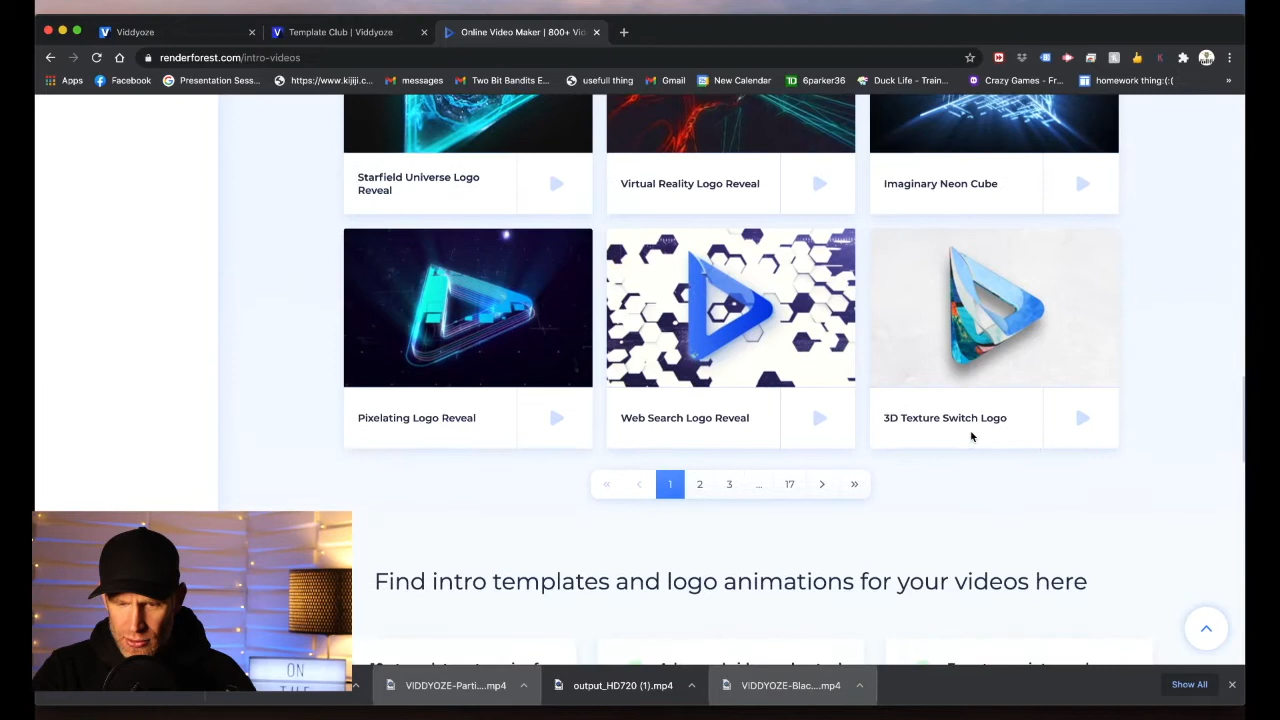 Viddyoze
Template Club | Viddyoze
Online Video Maker | 800+ Vid
renderforest.com/intro-videos
Apps Facebook Presentation Sess... https://www.kijiji.c... messages Two Bit Bandits E... usefull thing Gmail New Calendar 6parker36 Duck Life - Train... Crazy Games - Fr... homework thing:(:( »
Starfield Universe Logo
Reveal
Virtual Reality Logo Reveal
Imaginary Neon Cube
Pixelating Logo Reveal
Web Search Logo Reveal
3D Texture Switch Logo
« ‹ 1 2 3 ... 17 › »
Find intro templates and logo animations for your videos here
ON
THE
VIDDYOZE-Parti....mp4
output_HD720 (1).mp4
VIDDYOZE-Blac....mp4
Show All